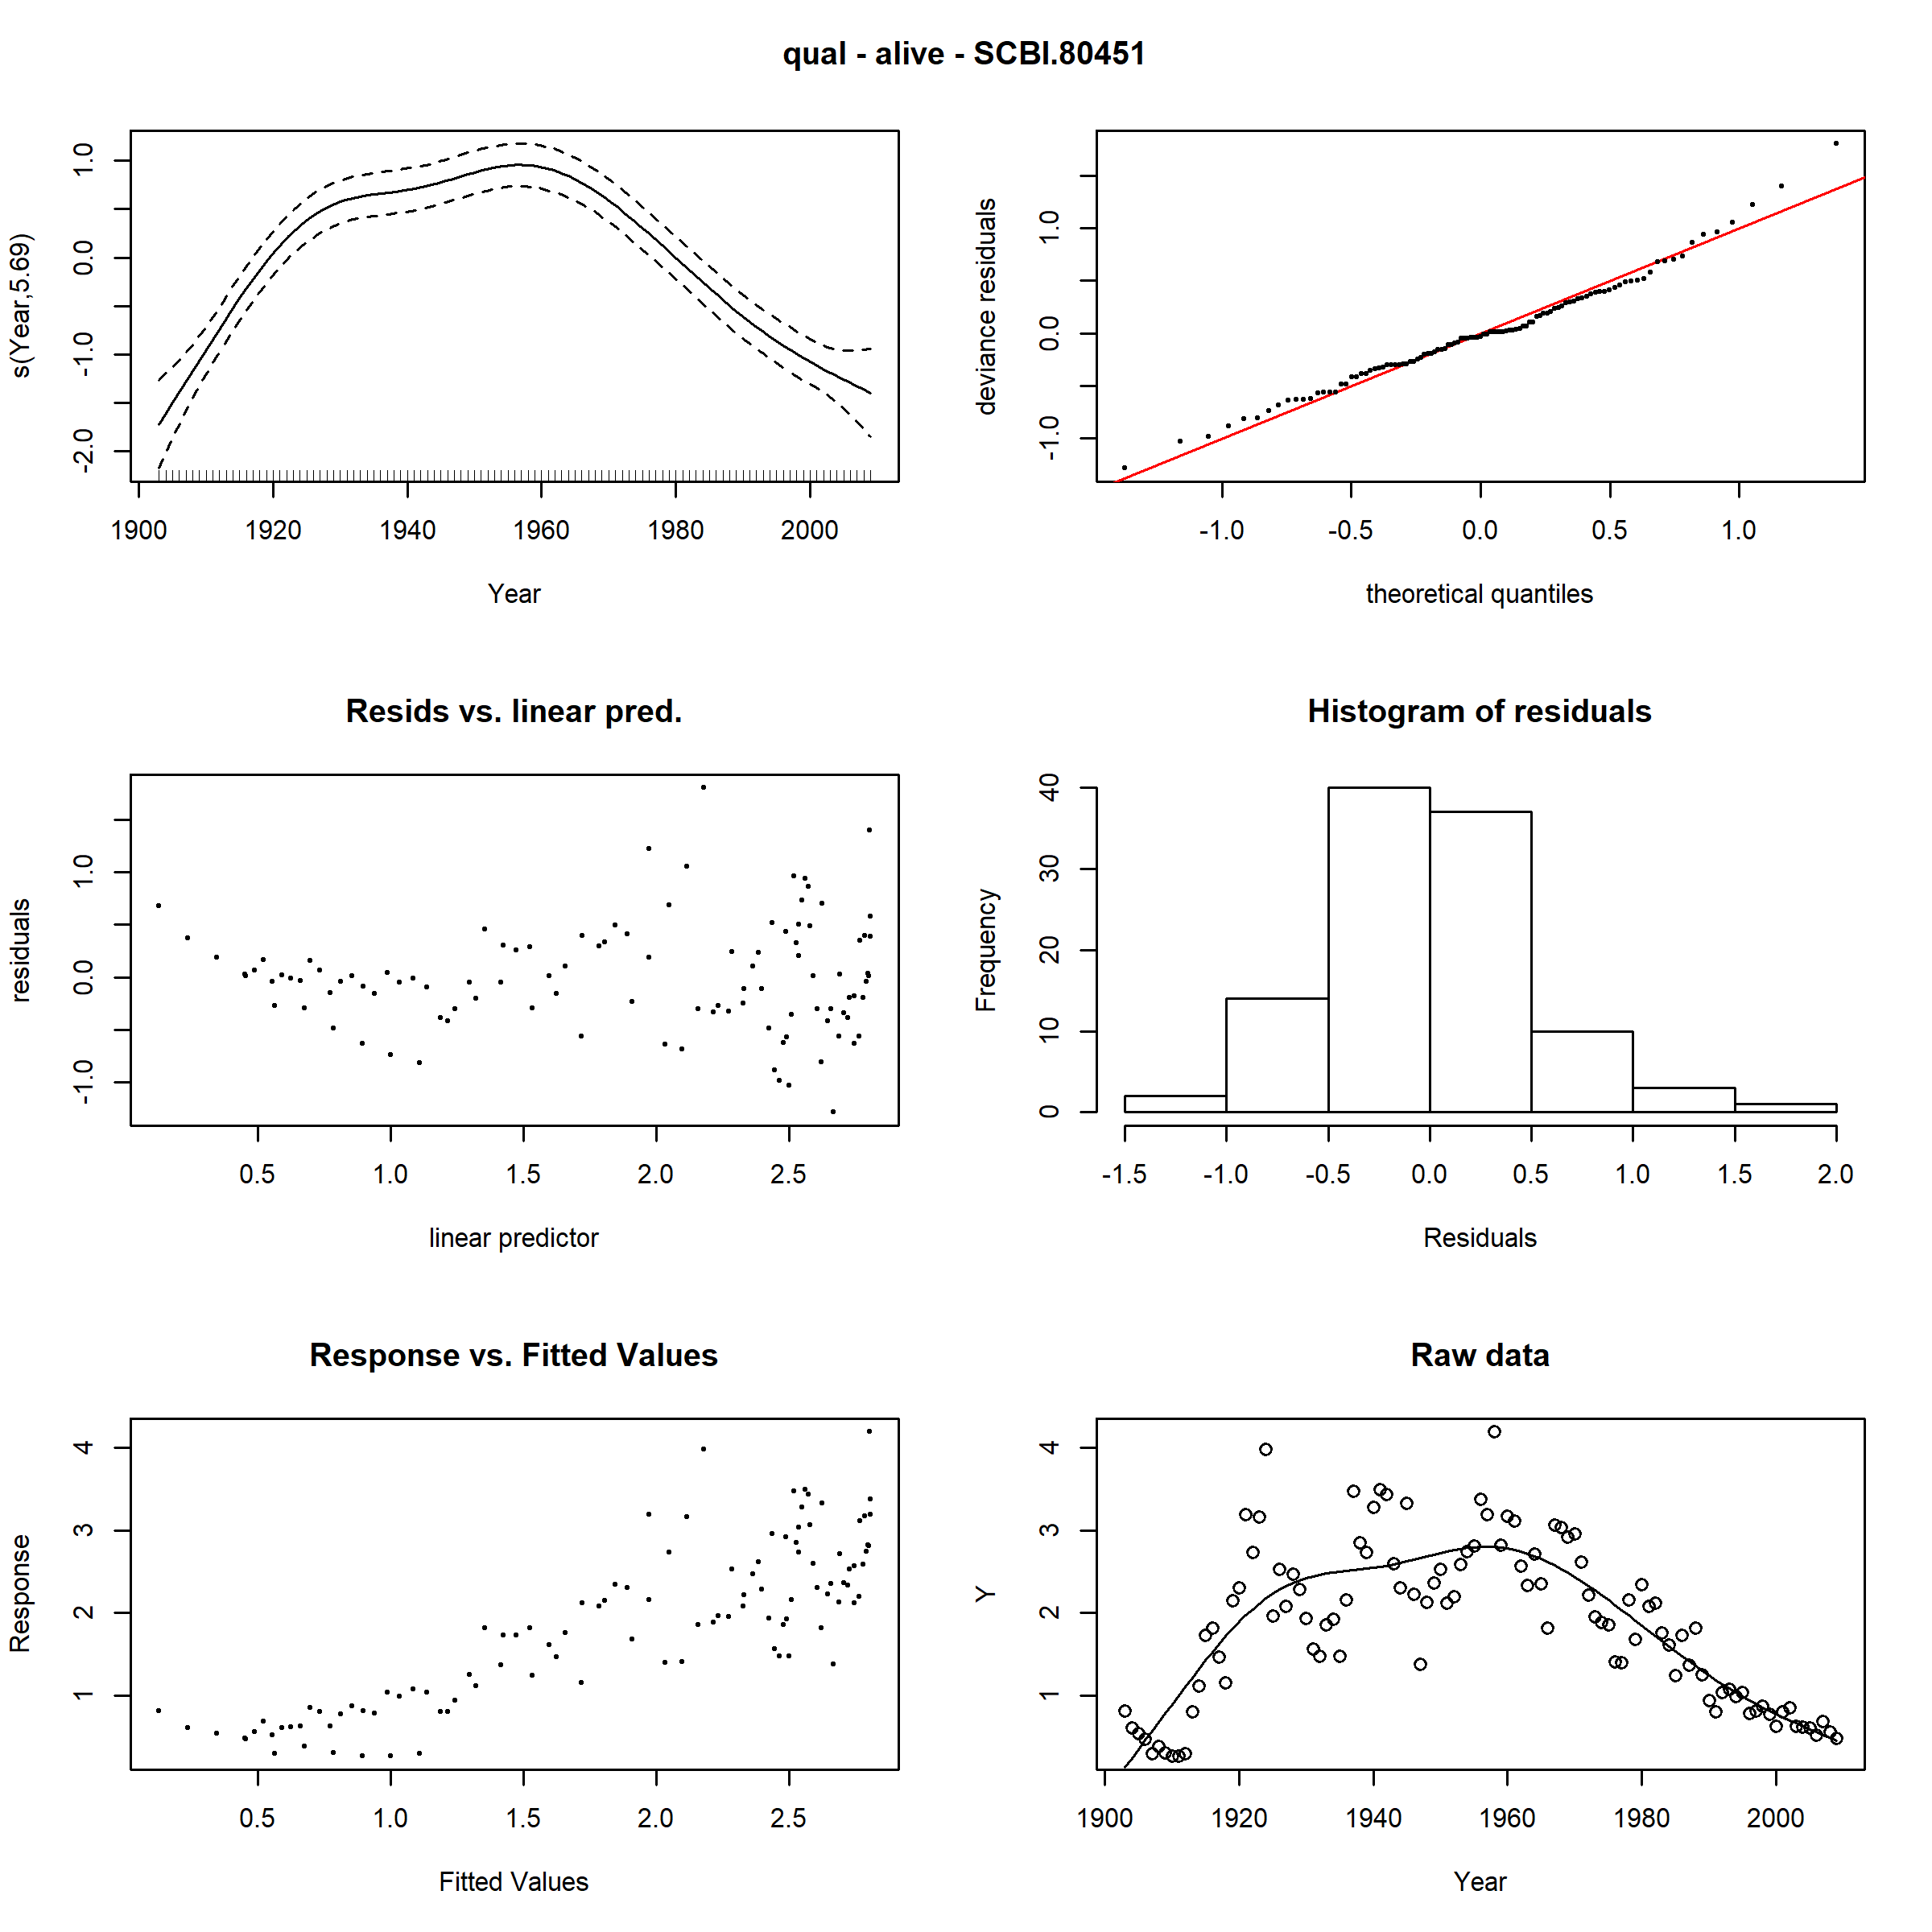 qual - alive - SCBI.80451
s(Year,5.69)
-2.0 -1.0 0.0 1.0
1900 1920 1940 1960 1980 2000
Year
deviance residuals
-1.0 0.0 1.0
-1.0 -0.5 0.0 0.5 1.0
theoretical quantiles
Resids vs. linear pred.
residuals
-1.0 0.0 1.0
0.5 1.0 1.5 2.0 2.5
linear predictor
Histogram of residuals
Frequency
0 10 20 30 40
-1.5 -1.0 -0.5 0.0 0.5 1.0 1.5 2.0
Residuals
Response vs. Fitted Values
Response
1 2 3 4
0.5 1.0 1.5 2.0 2.5
Fitted Values
Raw data
Y
1 2 3 4
1900 1920 1940 1960 1980 2000
Year